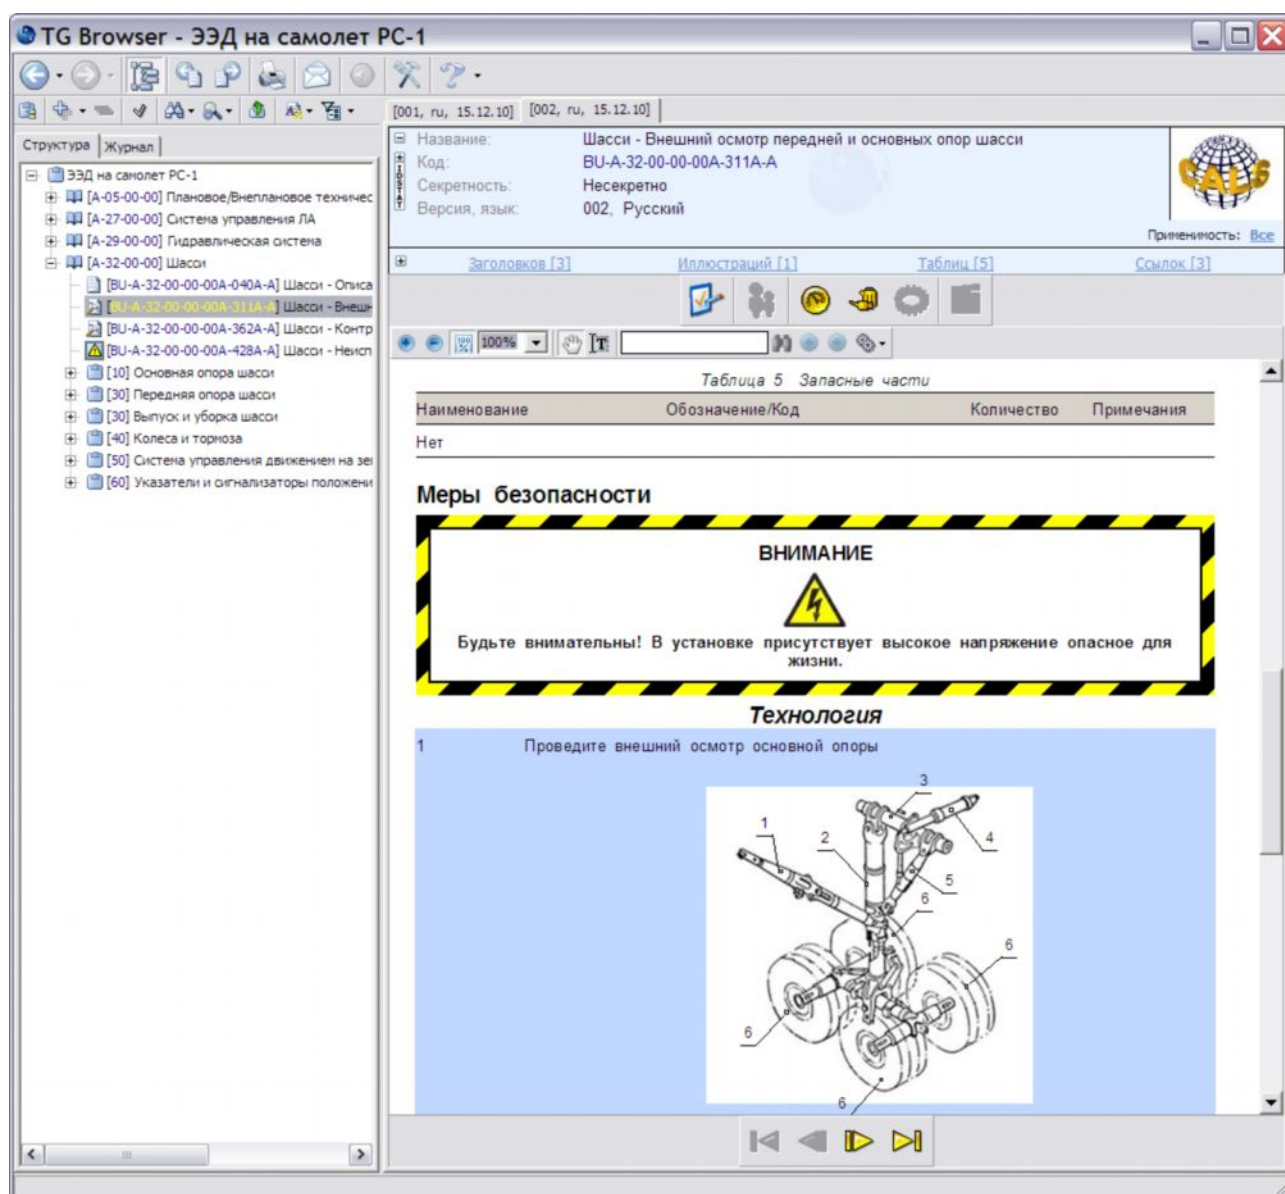 TG Browser - ЭЭД на самолет РС-1
Структура Журнал
ЭЭД на самолет РС-1
[A-05-00-00] Плановое/Внеплановое техничес
[A-27-00-00] Система управления ЛА
[A-29-00-00] Гидравлическая система
[A-32-00-00] Шасси
[BU-A-32-00-00-00A-040A-A] Шасси - Описа
[BU-A-32-00-00-00A-311A-A] Шасси - Внешн
[BU-A-32-00-00-00A-362A-A] Шасси - Контр
[BU-A-32-00-00-00A-428A-A] Шасси - Неисп
[10] Основная опора шасси
[30] Передняя опора шасси
[30] Выпуск и уборка шасси
[40] Колеса и тормоза
[50] Система управления движением на зем
[60] Указатели и сигнализаторы положени
[001, ru, 15.12.10] [002, ru, 15.12.10]
Название: Шасси - Внешний осмотр передней и основных опор шасси
Код: BU-A-32-00-00-00A-311A-A
Секретность: Несекретно
Версия, язык: 002, Русский
IDSTAT
CALS
Применимость: Все
Заголовков [3] Иллюстраций [1] Таблиц [5] Ссылок [3]
100%
Таблица 5 Запасные части
Наименование Обозначение/Код Количество Примечания
Нет
Меры безопасности
ВНИМАНИЕ
Будьте внимательны! В установке присутствует высокое напряжение опасное для
жизни.
Технология
1 Проведите внешний осмотр основной опоры
3
1
2
4
5
6
6
6
6